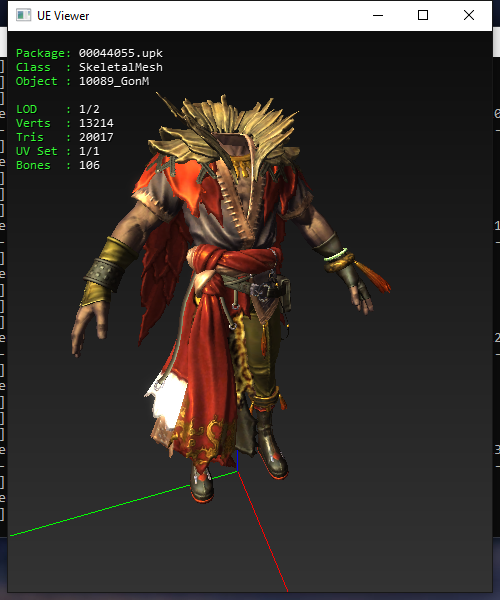 UE Viewer
Package: 00044055.upk
Class : SkeletalMesh
Object : 10089_GonM
LOD : 1/2
Verts : 13214
Tris : 20017
UV Set : 1/1
Bones : 106